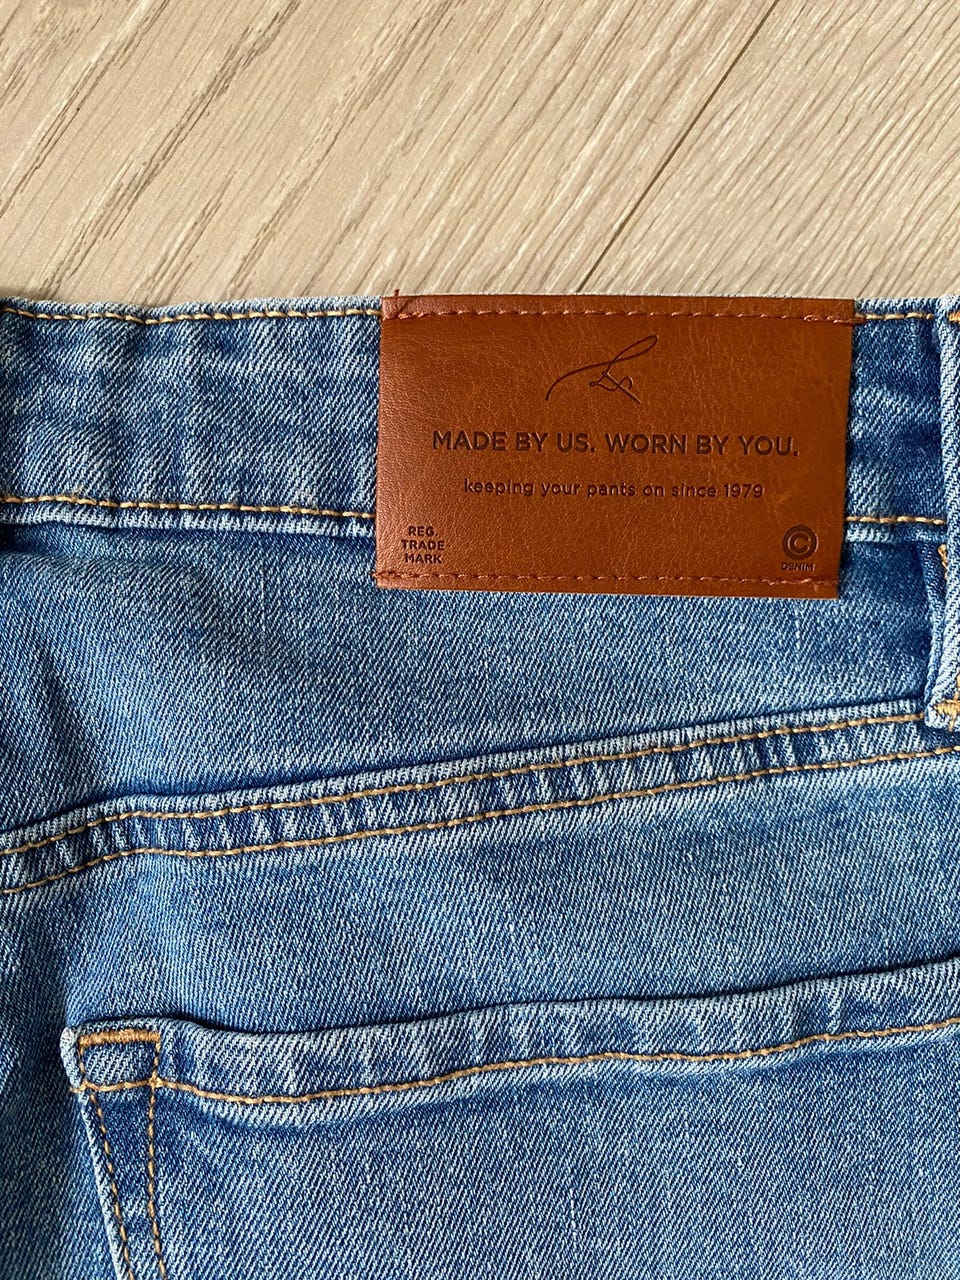 MADE BY US. WORN BY YOU.
keeping your pants on since 1979
REG.
TRADE
MARK
©
DENIM